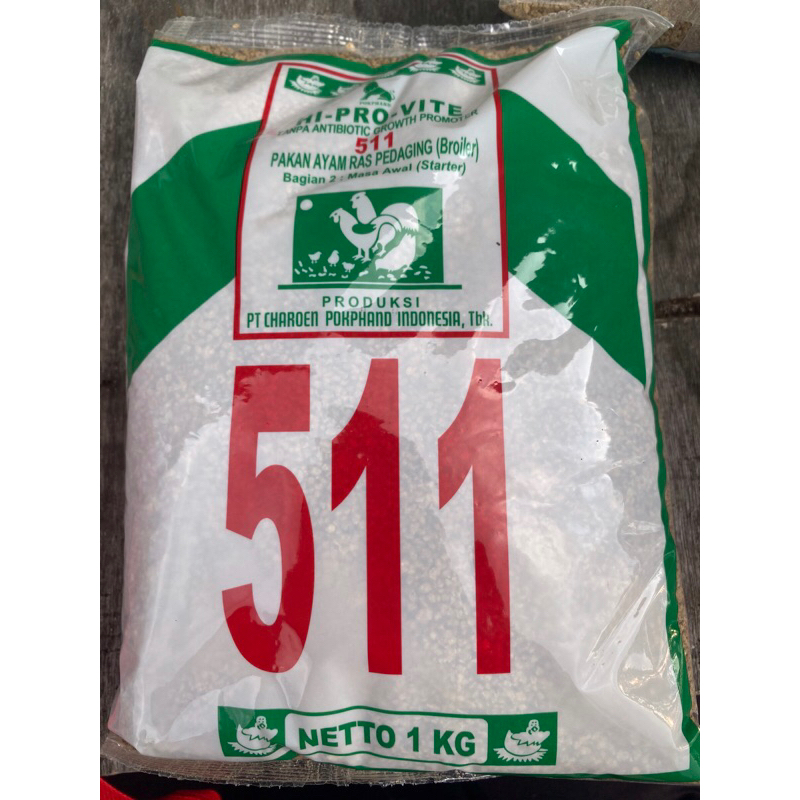 POKPHAND
HI-PRO-VITE
TANPA ANTIBIOTIC GROWTH PROMOTER
511
PAKAN AYAM RAS PEDAGING (Broiler)
Bagian 2 : Masa Awal (Starter)
PRODUKSI
PT CHAROEN POKPHAND INDONESIA, Tbk.
511
NETTO 1 KG